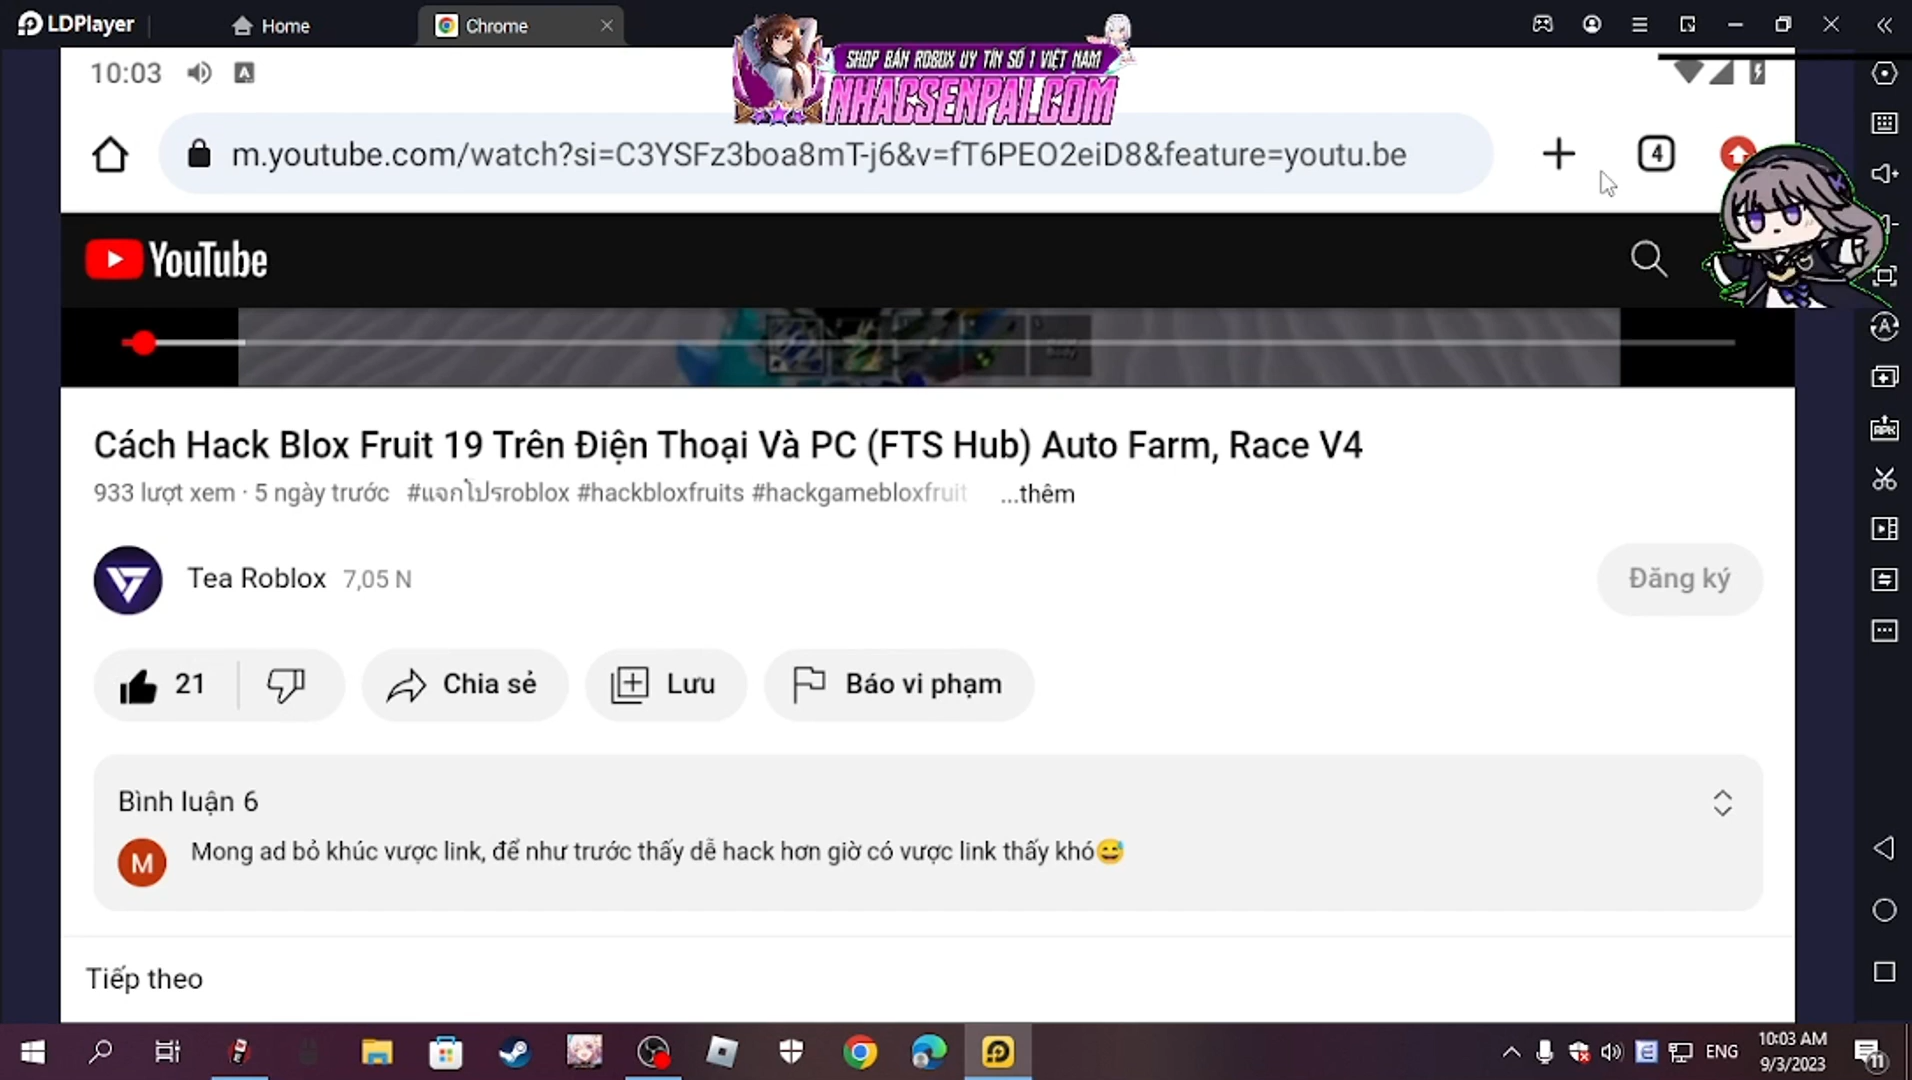 LDPlayer
Home
Chrome
SHOP BÁN ROBUX UY TÍN SỐ 1 VIỆT NAM
NHACSENPAI.COM
10:03
A
m.youtube.com/watch?si=C3YSFz3boa8mT-j6&v=fT6PEO2eiD8&feature=youtu.be
4
YouTube
Cách Hack Blox Fruit 19 Trên Điện Thoại Và PC (FTS Hub) Auto Farm, Race V4
933 lượt xem · 5 ngày trước #แจกโปรroblox #hackbloxfruits #hackgamebloxfruit ...thêm
Tea Roblox 7,05 N
Đăng ký
21
Chia sẻ
Lưu
Báo vi phạm
Bình luận 6
M
Mong ad bỏ khúc vược link, để như trước thấy dễ hack hơn giờ có vược link thấy khó😅
Tiếp theo
ENG
10:03 AM
9/3/2023
11